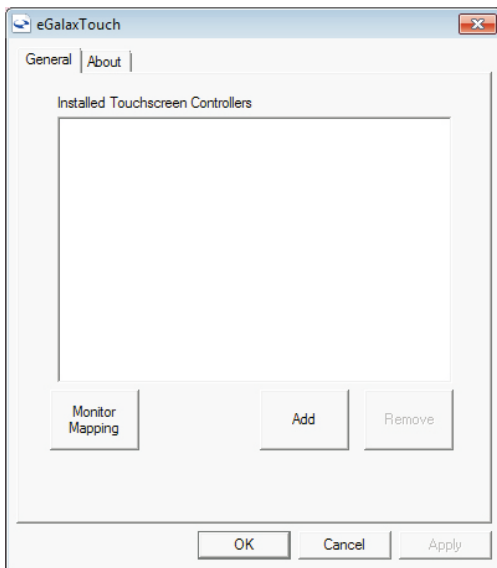 eGalaxTouch
General
About
Installed Touchscreen Controllers
Monitor
Mapping
Add
Remove
OK
Cancel
Apply